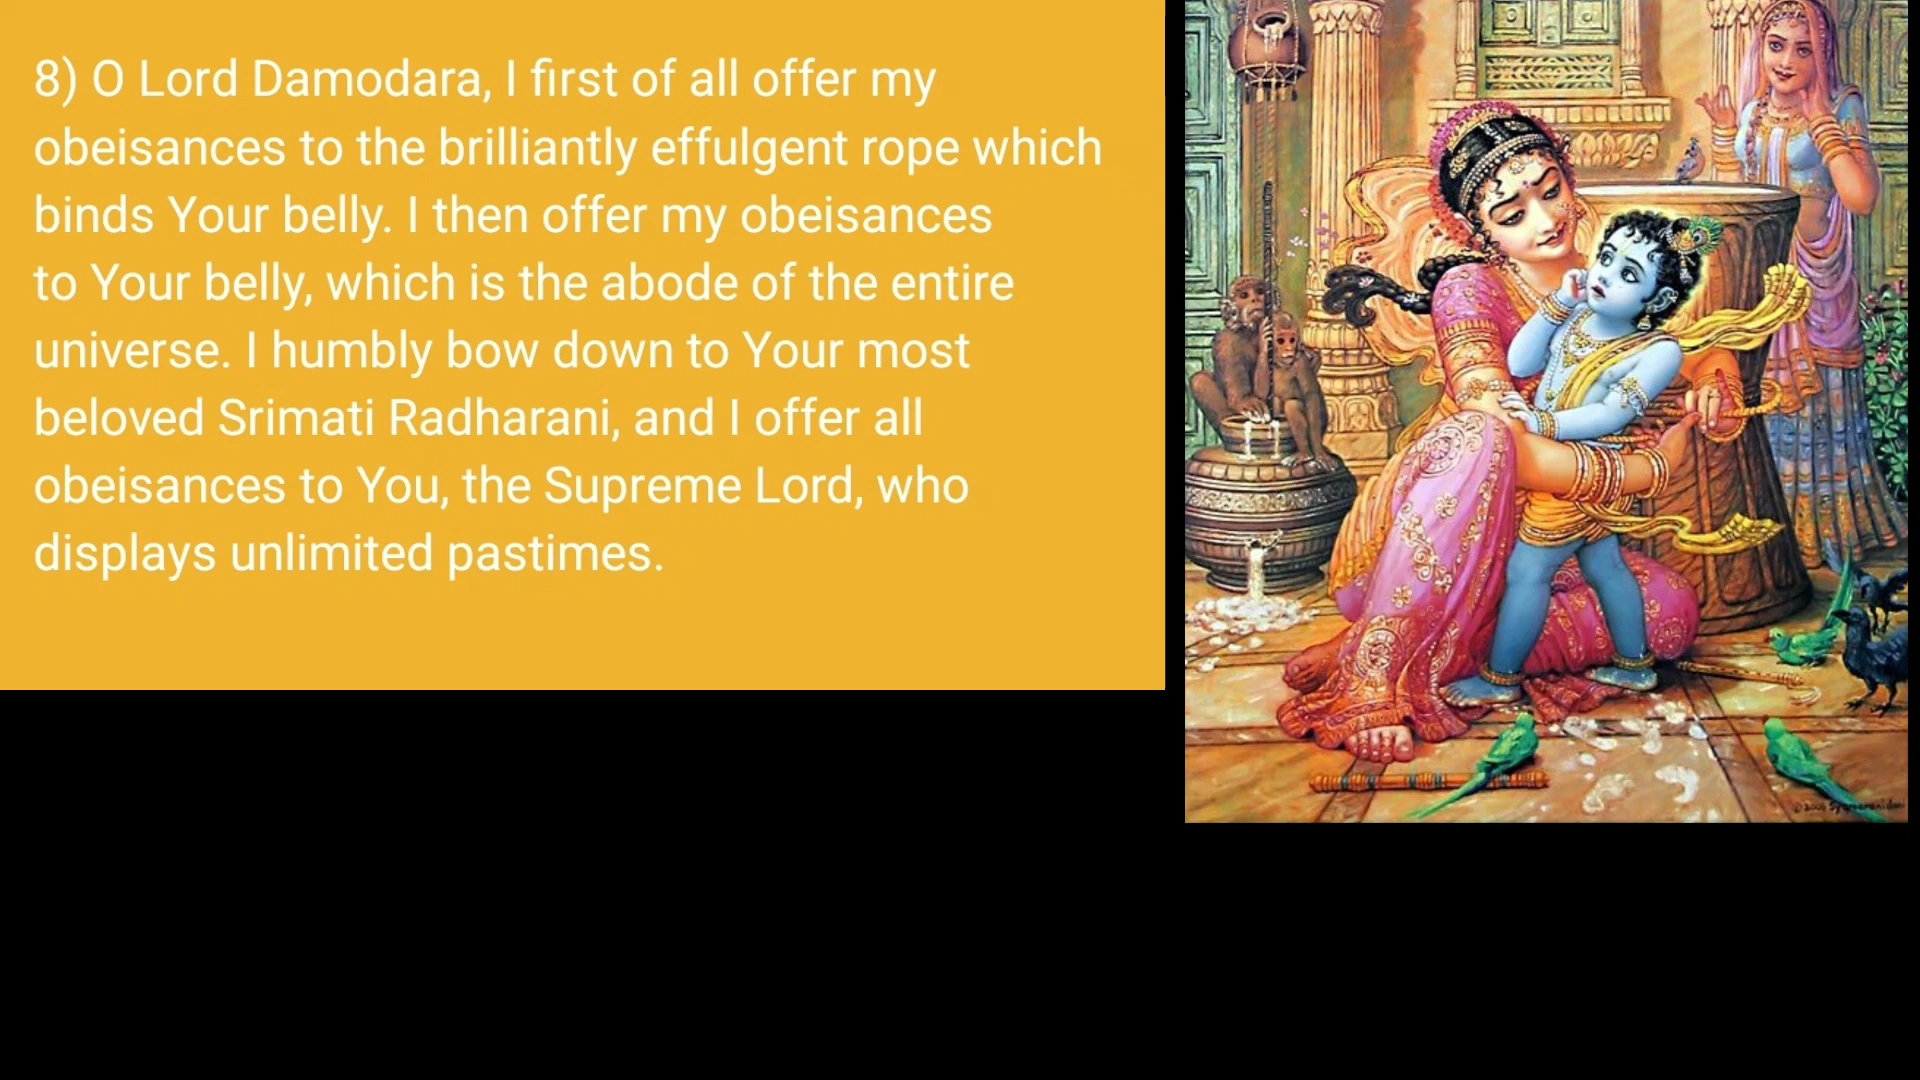 8) O Lord Damodara, I first of all offer my
obeisances to the brilliantly effulgent rope which
binds Your belly. I then offer my obeisances
to Your belly, which is the abode of the entire
universe. I humbly bow down to Your most
beloved Srimati Radharani, and I offer all
obeisances to You, the Supreme Lord, who
displays unlimited pastimes.